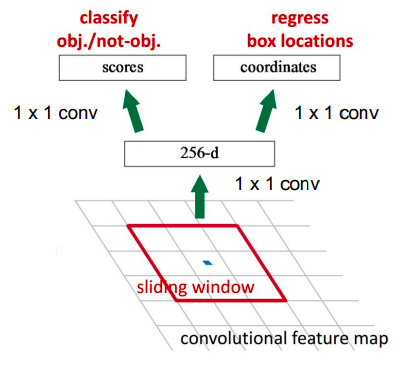 classify
obj./not-obj.
regress
box locations
scores
coordinates
1 x 1 conv
1 x 1 conv
256-d
1 x 1 conv
sliding window
convolutional feature map